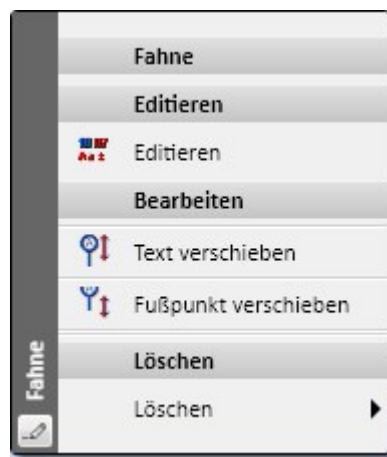 Fahne
Editieren
Editieren
Bearbeiten
Text verschieben
Fußpunkt verschieben
Löschen
Löschen
Fahne